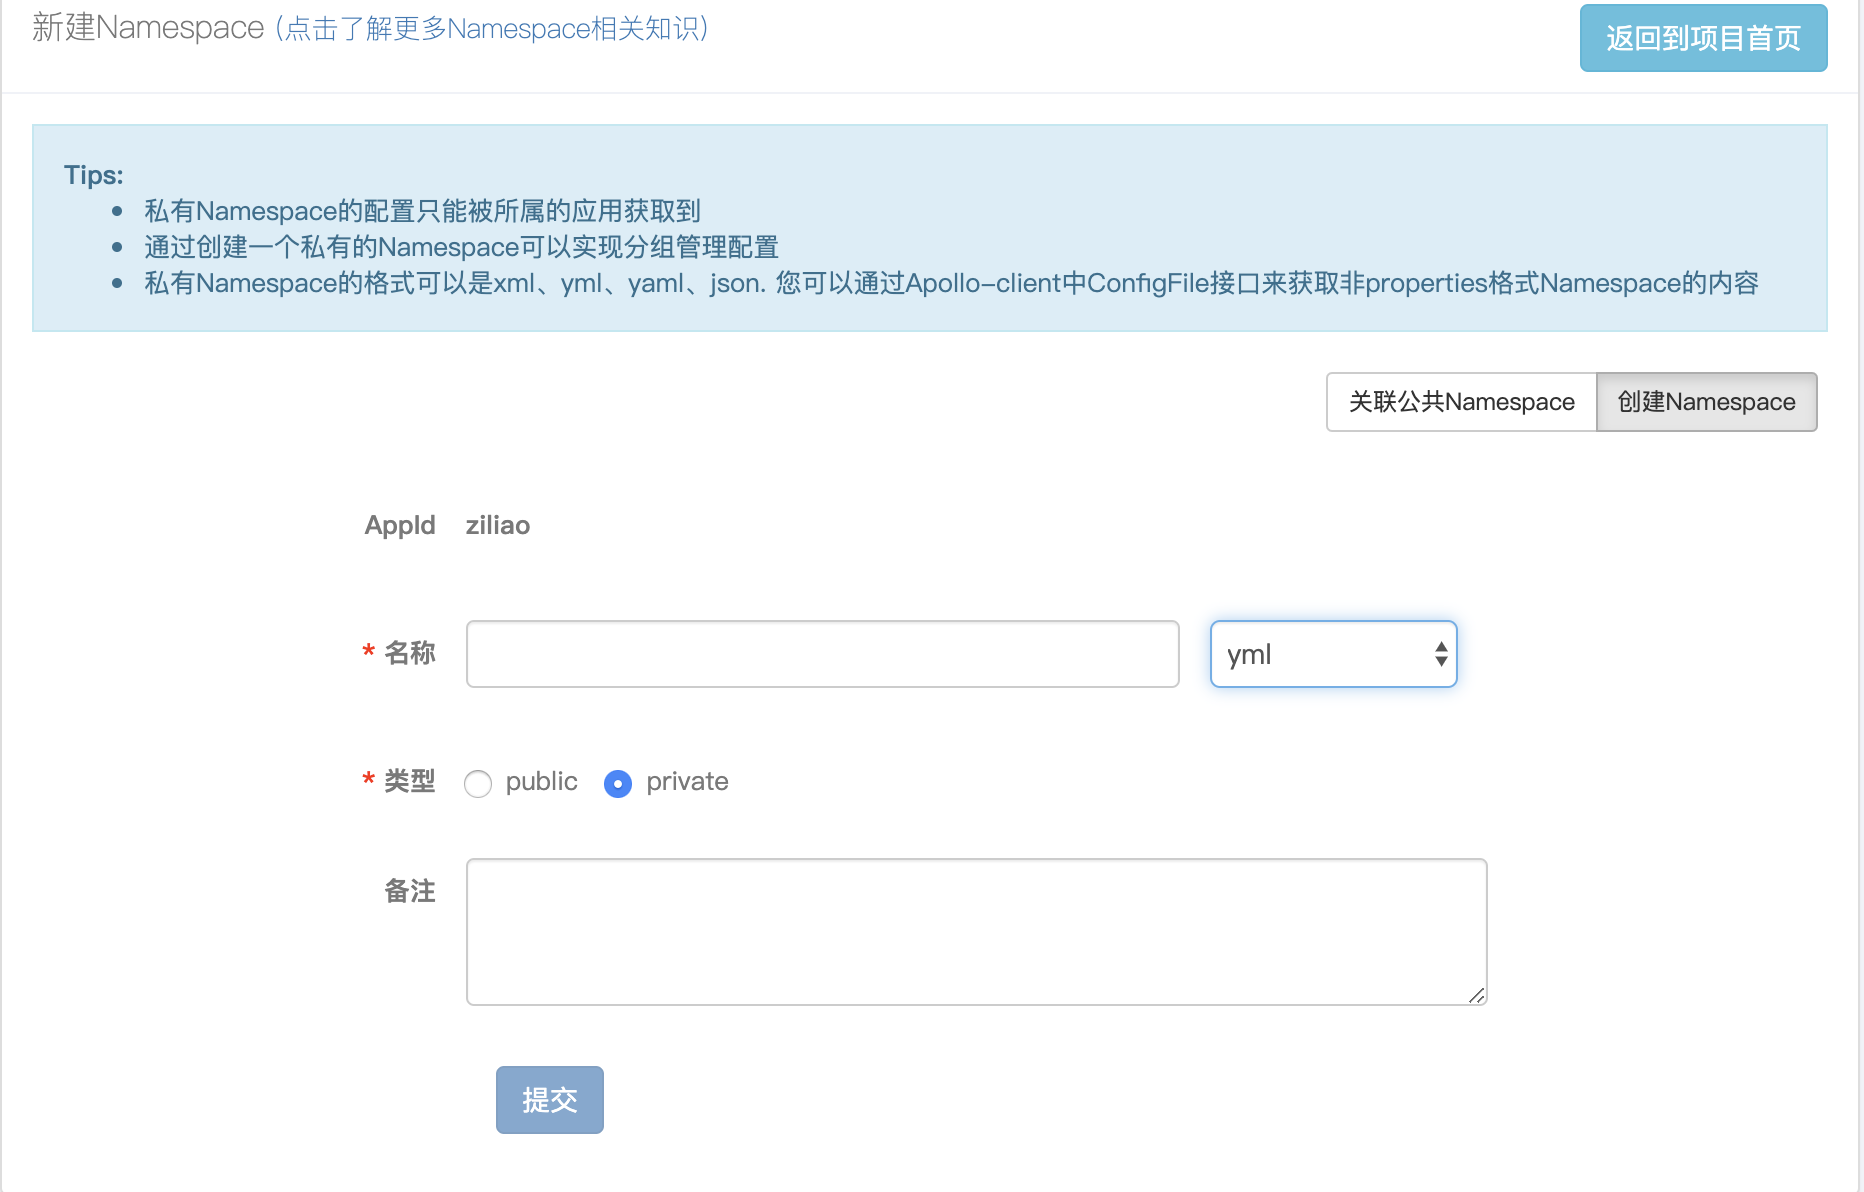 新建Namespace (点击了解更多Namespace相关知识)
返回到项目首页
Tips:
私有Namespace的配置只能被所属的应用获取到
通过创建一个私有的Namespace可以实现分组管理配置
私有Namespace的格式可以是xml、yml、yaml、json. 您可以通过Apollo-client中ConfigFile接口来获取非properties格式Namespace的内容
关联公共Namespace
创建Namespace
AppId ziliao
* 名称
yml
* 类型 public private
备注
提交